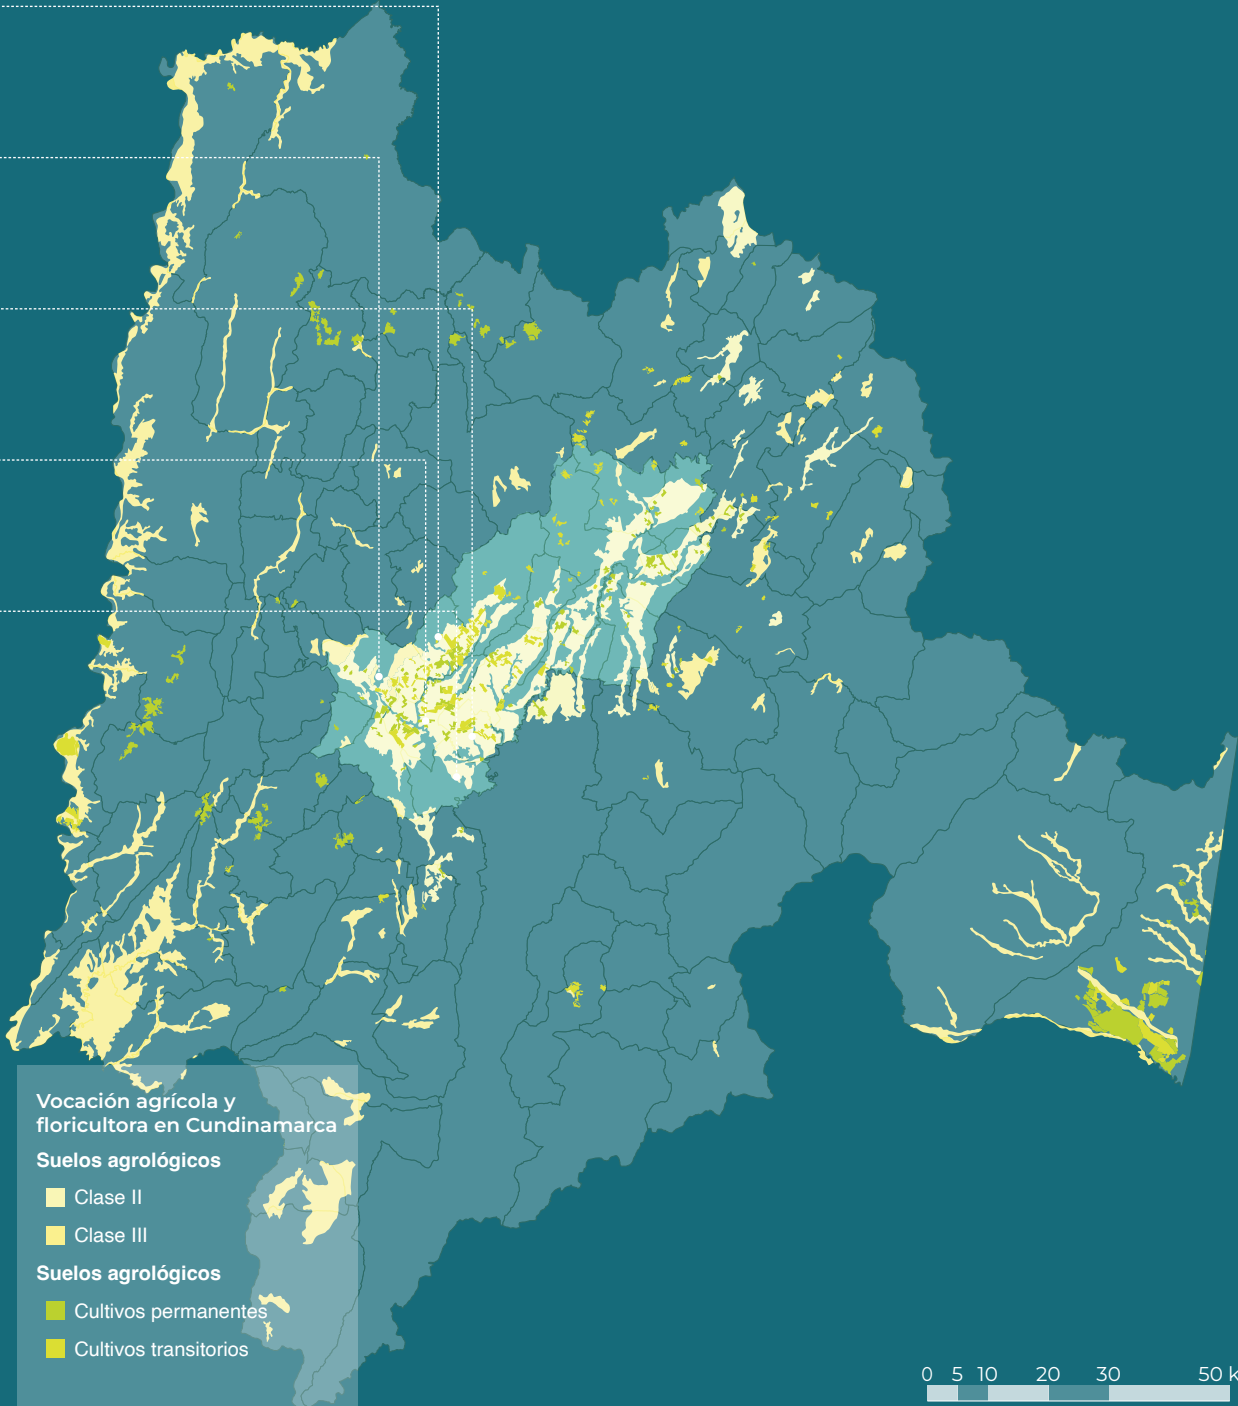 Vocación agrícola y
floricultora en Cundinamarca
Suelos agrológicos
Clase II
Clase III
Suelos agrológicos
Cultivos permanentes
Cultivos transitorios
0 5 10 20 30 50 k